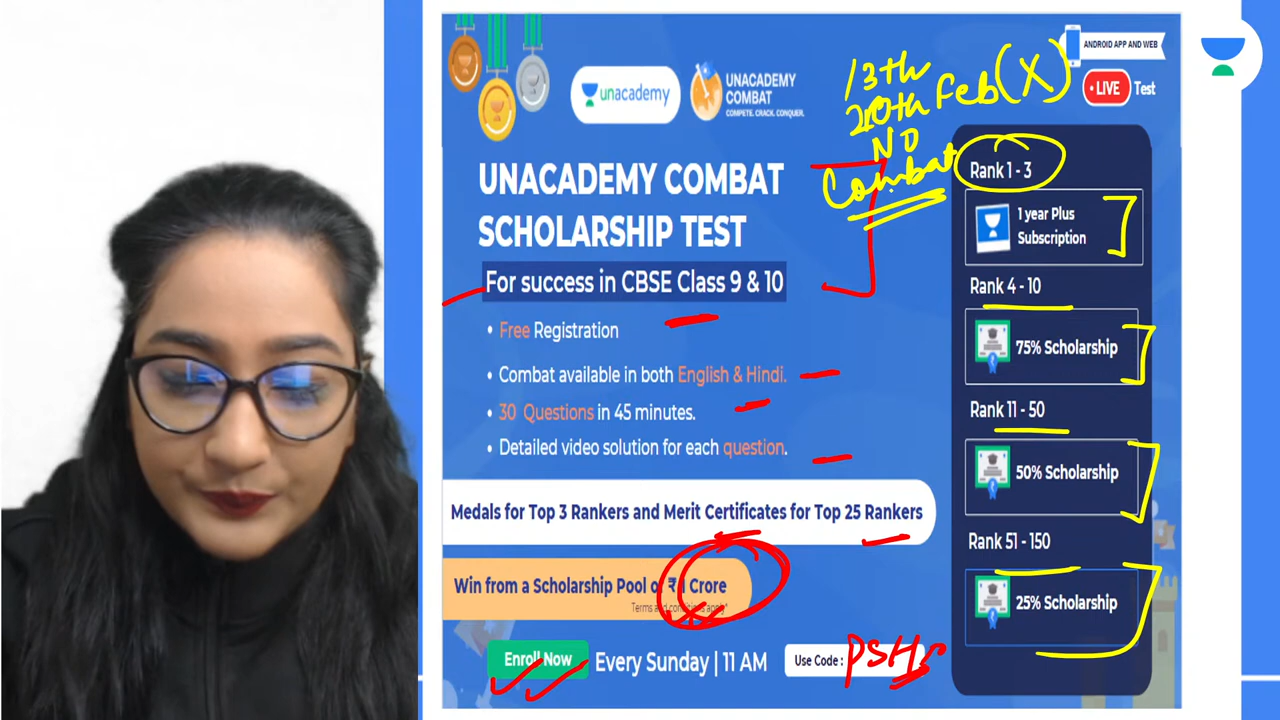 ANDROID APP AND WEB
LIVE Test
unacademy
UNACADEMY
COMBAT
COMPETE. CRACK. CONQUER.
13th
20th Feb (X)
NO
Combat
UNACADEMY COMBAT
SCHOLARSHIP TEST
For success in CBSE Class 9 & 10
• Free Registration
• Combat available in both English & Hindi.
• 30 Questions in 45 minutes.
• Detailed video solution for each question.
Medals for Top 3 Rankers and Merit Certificates for Top 25 Rankers
Win from a Scholarship Pool of ₹1 Crore
Terms and conditions apply*
Enroll Now
Every Sunday | 11 AM
Use Code :
Rank 1 - 3
1 year Plus
Subscription
Rank 4 - 10
75% Scholarship
Rank 11 - 50
50% Scholarship
Rank 51 - 150
25% Scholarship